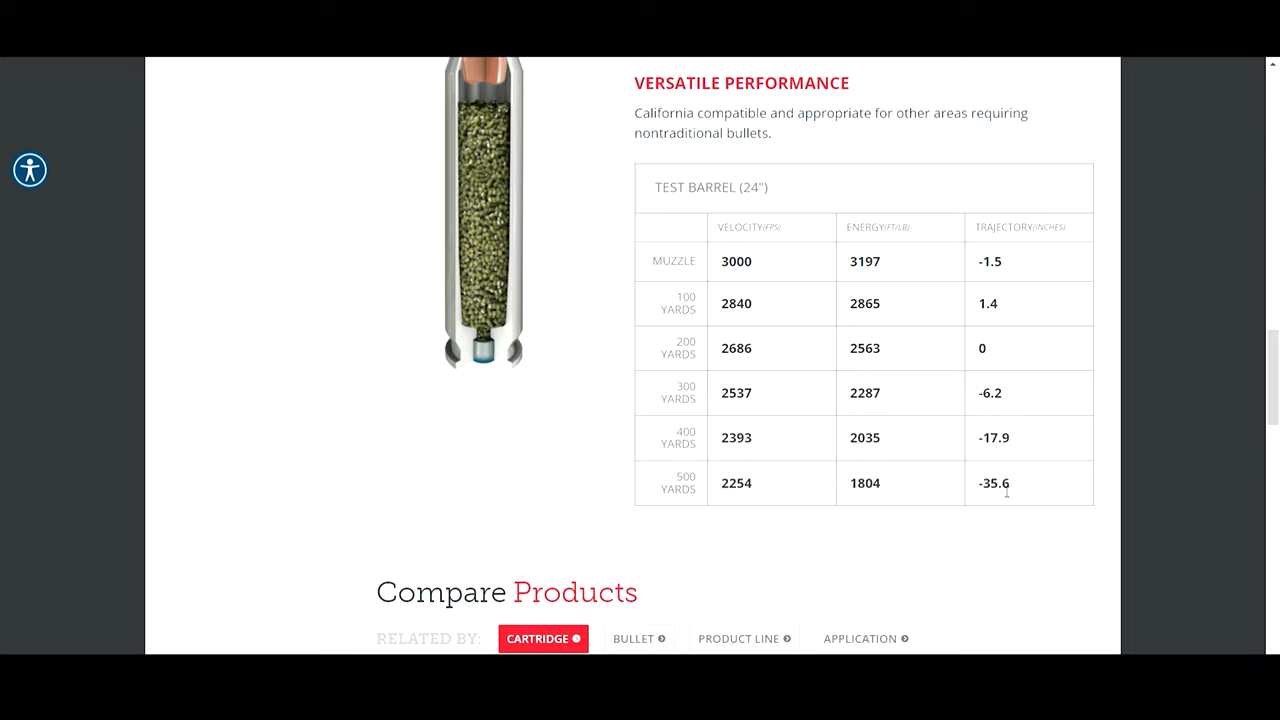 VERSATILE PERFORMANCE
California compatible and appropriate for other areas requiring
nontraditional bullets.
TEST BARREL (24")
VELOCITY(FPS) ENERGY(FT/LB) TRAJECTORY(INCHES)
MUZZLE 3000 3197 -1.5
100 YARDS 2840 2865 1.4
200 YARDS 2686 2563 0
300 YARDS 2537 2287 -6.2
400 YARDS 2393 2035 -17.9
500 YARDS 2254 1804 -35.6
Compare Products
RELATED BY: CARTRIDGE BULLET PRODUCT LINE APPLICATION